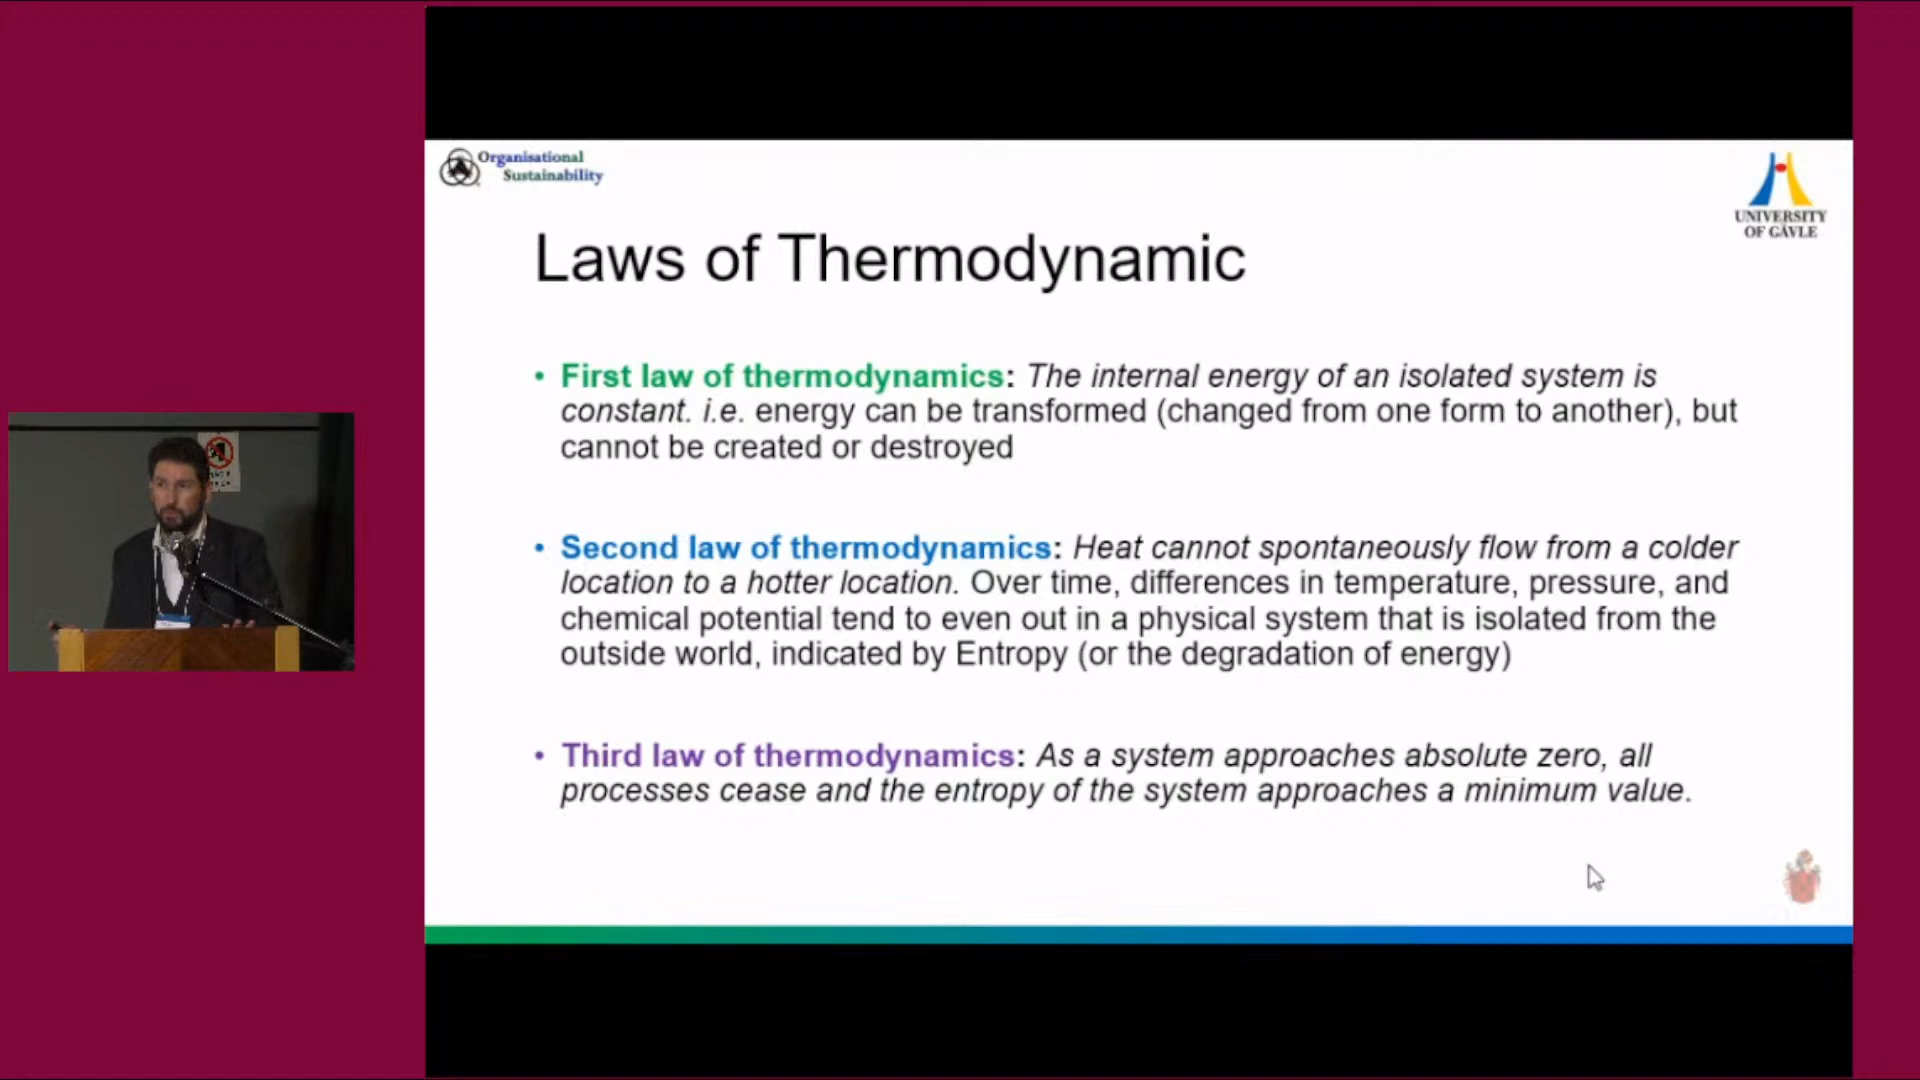 Organisational
Sustainability
UNIVERSITY
OF GÄVLE
Laws of Thermodynamic
• First law of thermodynamics: The internal energy of an isolated system is
constant. i.e. energy can be transformed (changed from one form to another), but
cannot be created or destroyed
• Second law of thermodynamics: Heat cannot spontaneously flow from a colder
location to a hotter location. Over time, differences in temperature, pressure, and
chemical potential tend to even out in a physical system that is isolated from the
outside world, indicated by Entropy (or the degradation of energy)
• Third law of thermodynamics: As a system approaches absolute zero, all
processes cease and the entropy of the system approaches a minimum value.